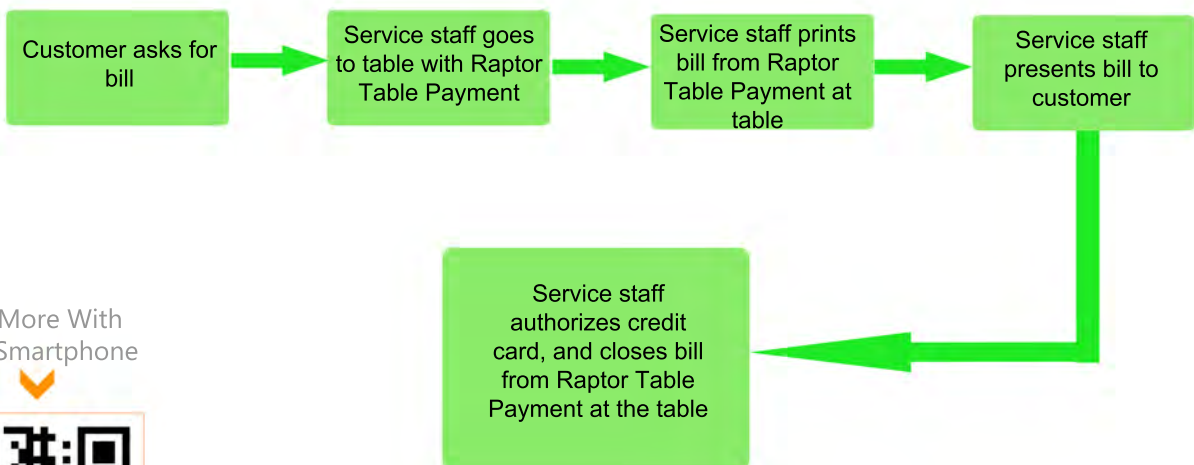 Customer asks for
bill
Service staff goes
to table with Raptor
Table Payment
Service staff prints
bill from Raptor
Table Payment at
table
Service staff
presents bill to
customer
Service staff
authorizes credit
card, and closes bill
from Raptor Table
Payment at the table
More With
Smartphone